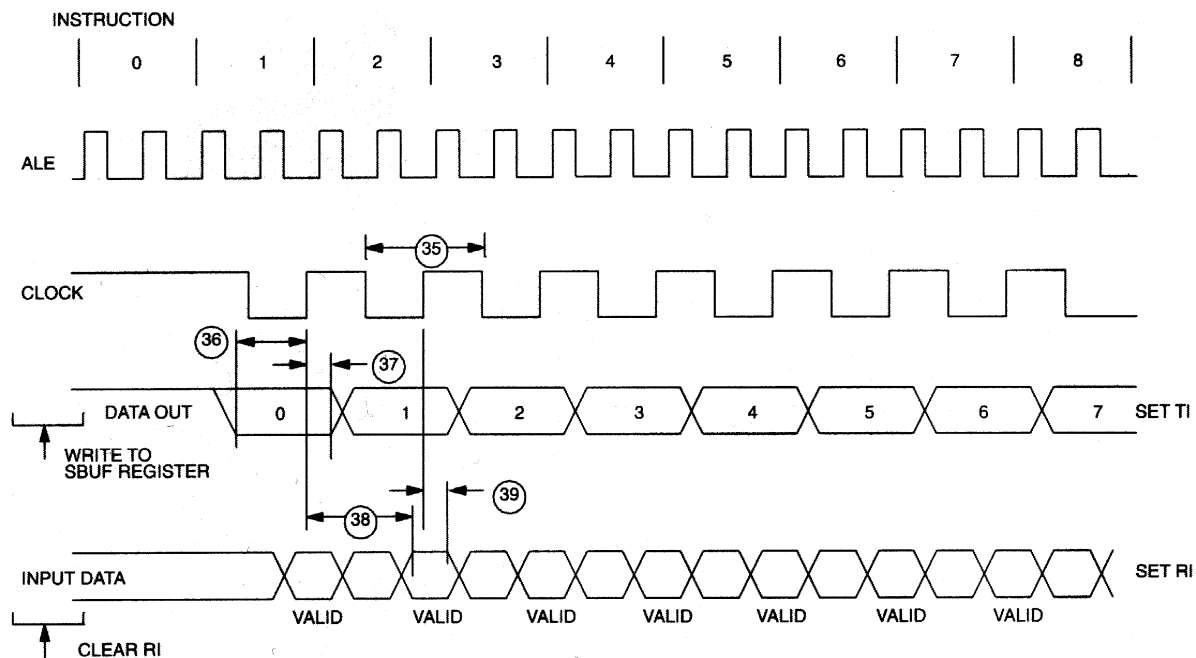 INSTRUCTION
0 1 2 3 4 5 6 7 8
ALE
35
CLOCK
36
37
DATA OUT 0 1 2 3 4 5 6 7 SET TI
WRITE TO
SBUF REGISTER
39
38
INPUT DATA SET RI
VALID VALID VALID VALID VALID VALID VALID
CLEAR RI